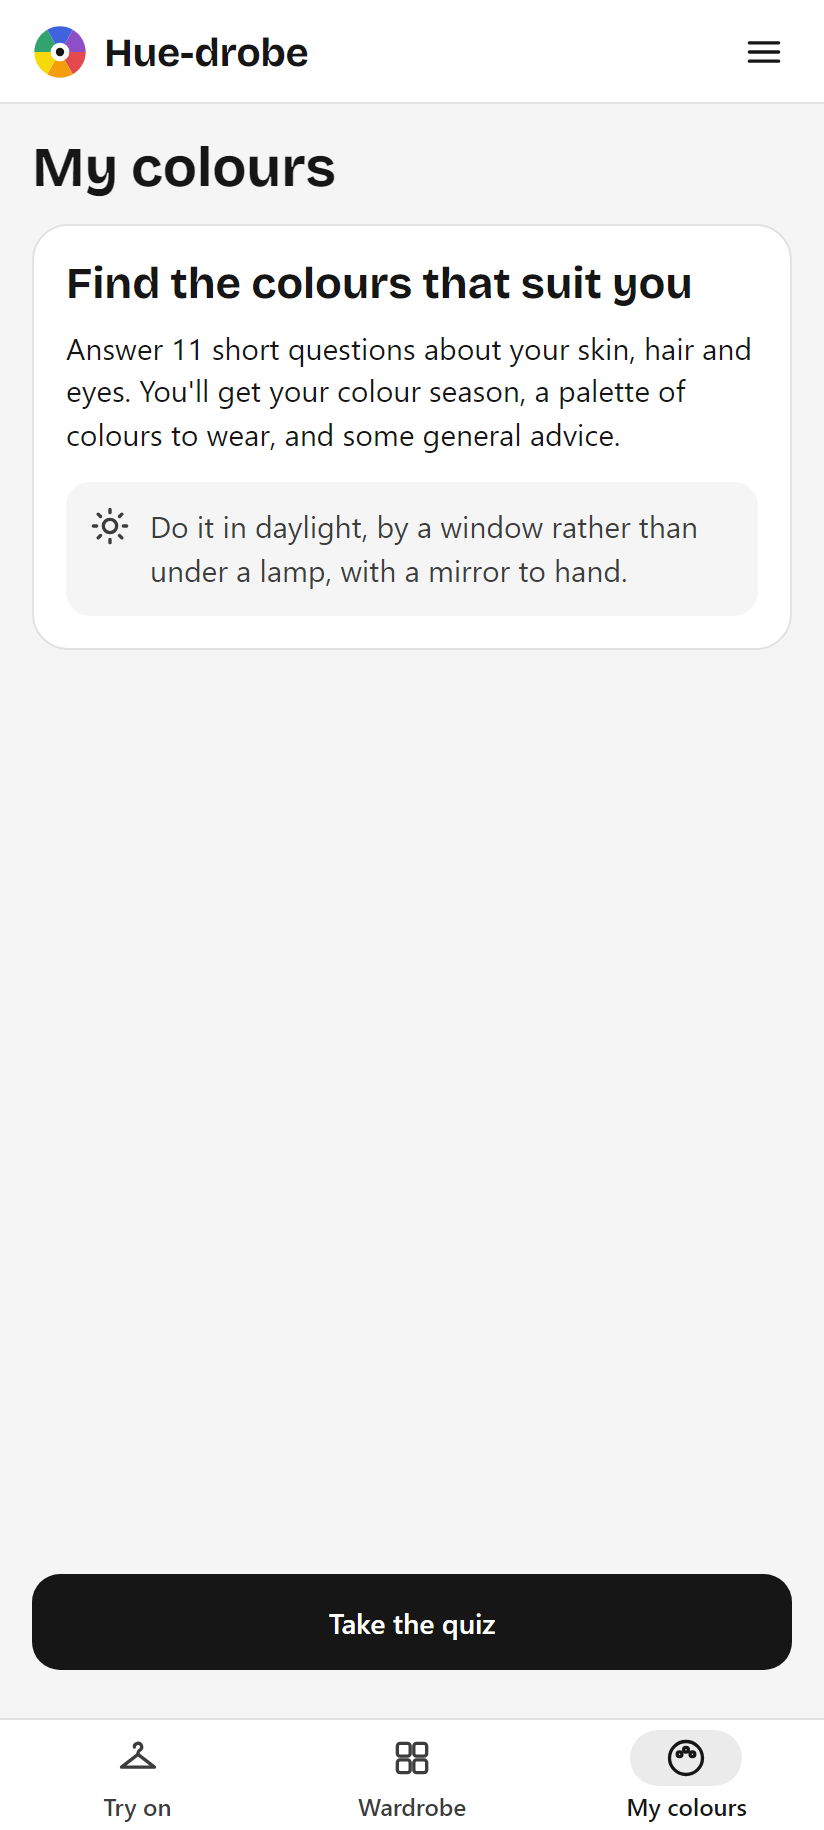 Hue-drobe
My colours
Find the colours that suit you
Answer 11 short questions about your skin, hair and
eyes. You'll get your colour season, a palette of
colours to wear, and some general advice.
Do it in daylight, by a window rather than
under a lamp, with a mirror to hand.
Take the quiz
Try on
Wardrobe
My colours